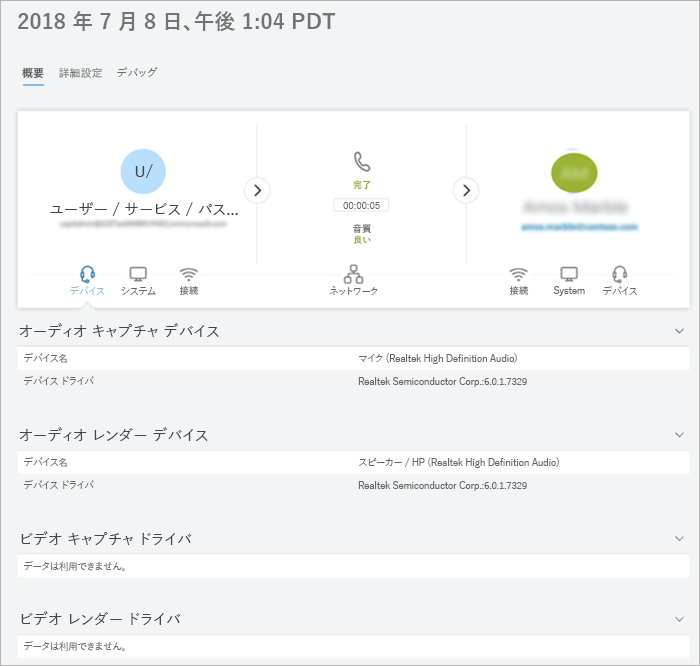 2018 年 7 月 8 日、午後 1:04 PDT
概要 詳細設定 デバッグ
U/
ユーザー / サービス / パス...
完了
00:00:05
音質
良い
デバイス システム 接続 ネットワーク 接続 System デバイス
オーディオ キャプチャ デバイス
デバイス名 マイク (Realtek High Definition Audio)
デバイス ドライバ Realtek Semiconductor Corp.:6.0.1.7329
オーディオ レンダー デバイス
デバイス名 スピーカー / HP (Realtek High Definition Audio)
デバイス ドライバ Realtek Semiconductor Corp.:6.0.1.7329
ビデオ キャプチャ ドライバ
データは利用できません。
ビデオ レンダー ドライバ
データは利用できません。